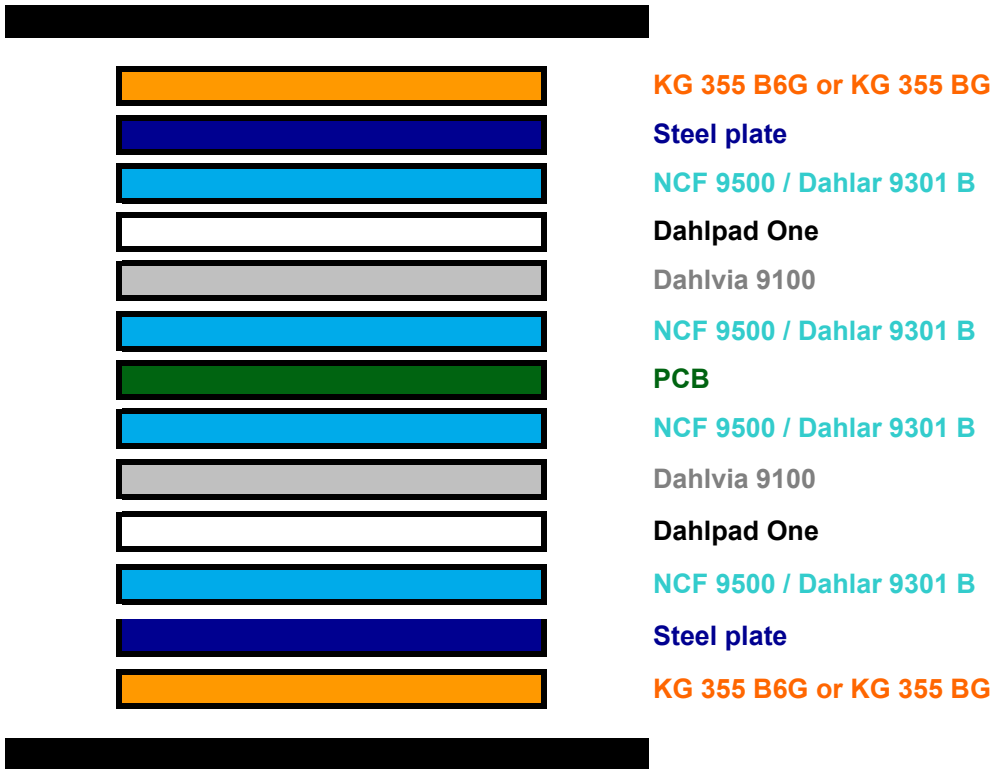 KG 355 B6G or KG 355 BG
Steel plate
NCF 9500 / Dahlar 9301 B
Dahlpad One
Dahlvia 9100
NCF 9500 / Dahlar 9301 B
PCB
NCF 9500 / Dahlar 9301 B
Dahlvia 9100
Dahlpad One
NCF 9500 / Dahlar 9301 B
Steel plate
KG 355 B6G or KG 355 BG